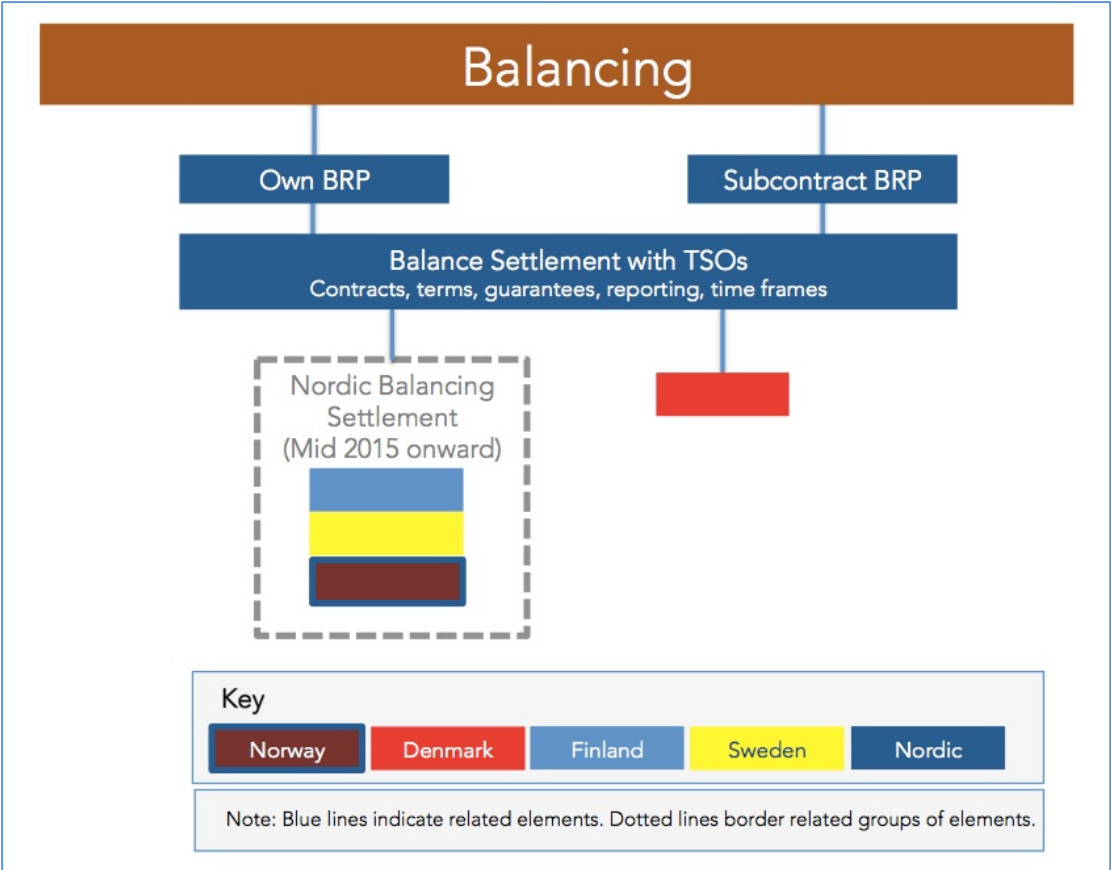 Balancing
Own BRP
Subcontract BRP
Balance Settlement with TSOs
Contracts, terms, guarantees, reporting, time frames
Nordic Balancing
Settlement
(Mid 2015 onward)
Key
Norway
Denmark
Finland
Sweden
Nordic
Note: Blue lines indicate related elements. Dotted lines border related groups of elements.